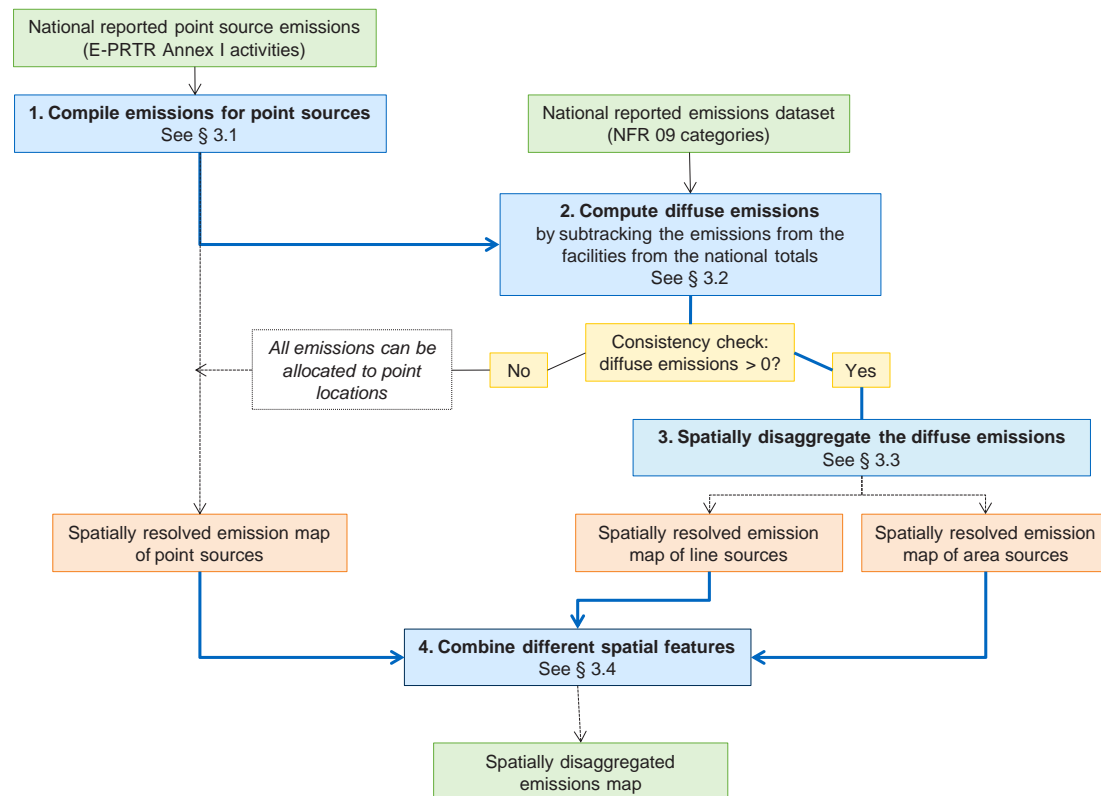 National reported point source emissions
(E-PRTR Annex I activities)
1. Compile emissions for point sources
See § 3.1
National reported emissions dataset
(NFR 09 categories)
2. Compute diffuse emissions
by subtracking the emissions from the
facilities from the national totals
See § 3.2
All emissions can be
allocated to point
locations
No
Consistency check:
diffuse emissions > 0?
Yes
3. Spatially disaggregate the diffuse emissions
See § 3.3
Spatially resolved emission map
of point sources
Spatially resolved emission
map of line sources
Spatially resolved emission
map of area sources
4. Combine different spatial features
See § 3.4
Spatially disaggregated
emissions map